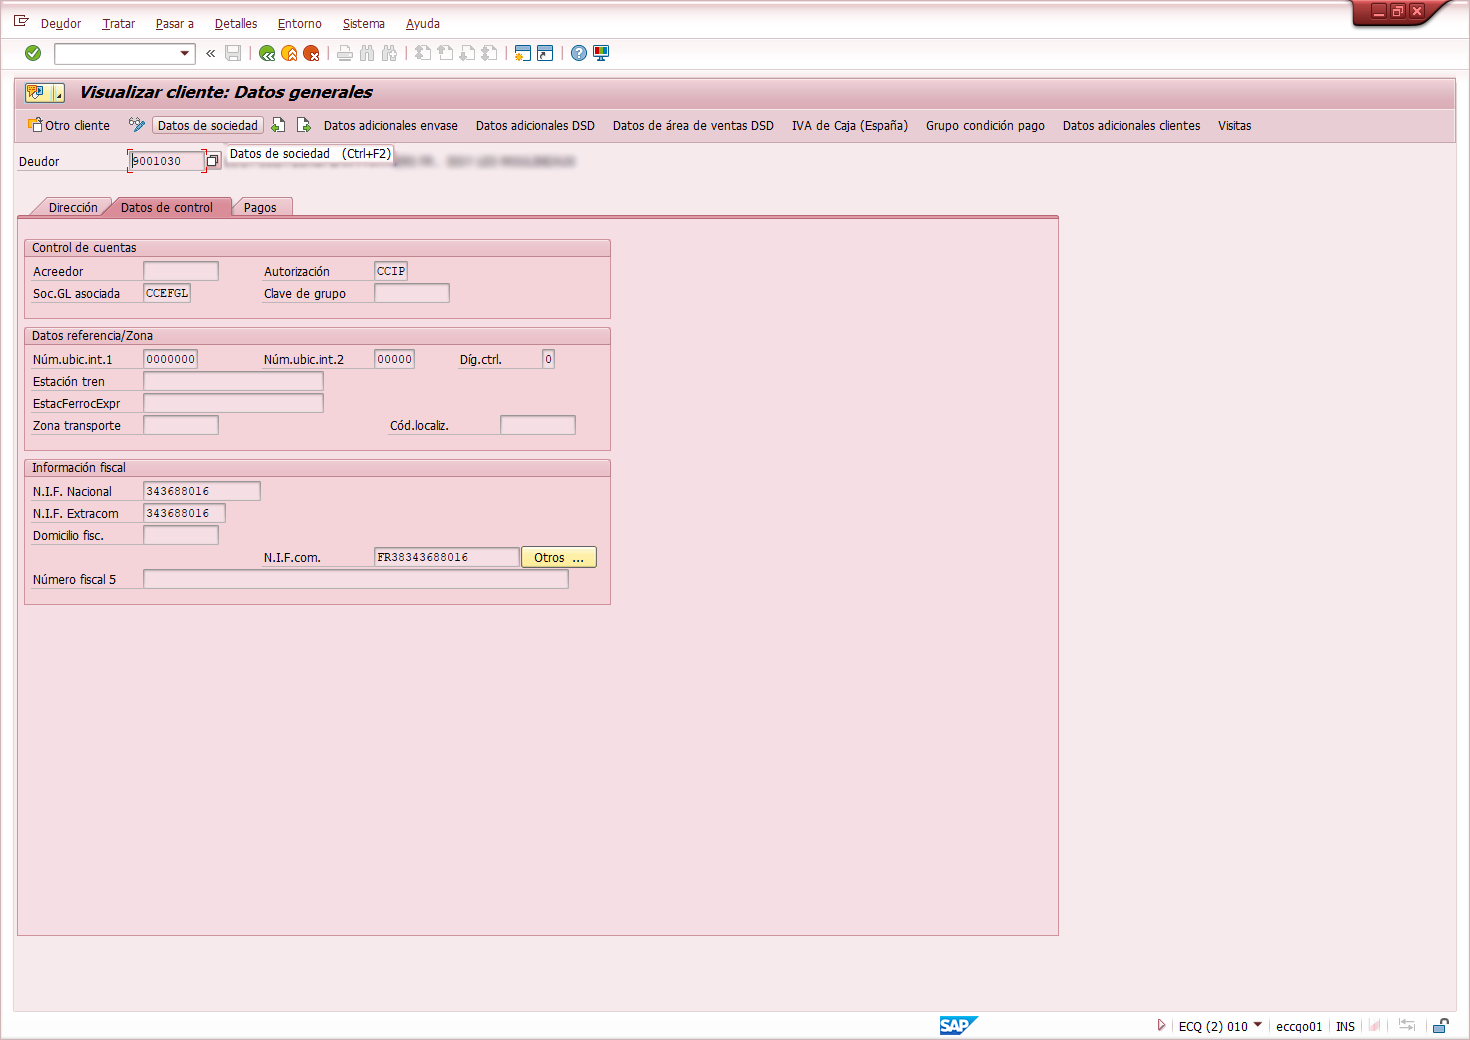 Deudor Tratar Pasar a Detalles Entorno Sistema Ayuda
«
Visualizar cliente: Datos generales
Otro cliente Datos de sociedad Datos adicionales envase Datos adicionales DSD Datos de área de ventas DSD IVA de Caja (España) Grupo condición pago Datos adicionales clientes Visitas
Deudor 9001030 Datos de sociedad (Ctrl+F2)
Dirección Datos de control Pagos
Control de cuentas
Acreedor Autorización CCIP
Soc.GL asociada CCEFGL Clave de grupo
Datos referencia/Zona
Núm.ubic.int.1 0000000 Núm.ubic.int.2 00000 Díg.ctrl. 0
Estación tren
EstacFerrocExpr
Zona transporte Cód.localiz.
Información fiscal
N.I.F. Nacional 343688016
N.I.F. Extracom 343688016
Domicilio fisc.
N.I.F.com. FR38343688016 Otros ...
Número fiscal 5
SAP ECQ (2) 010 eccqo01 INS